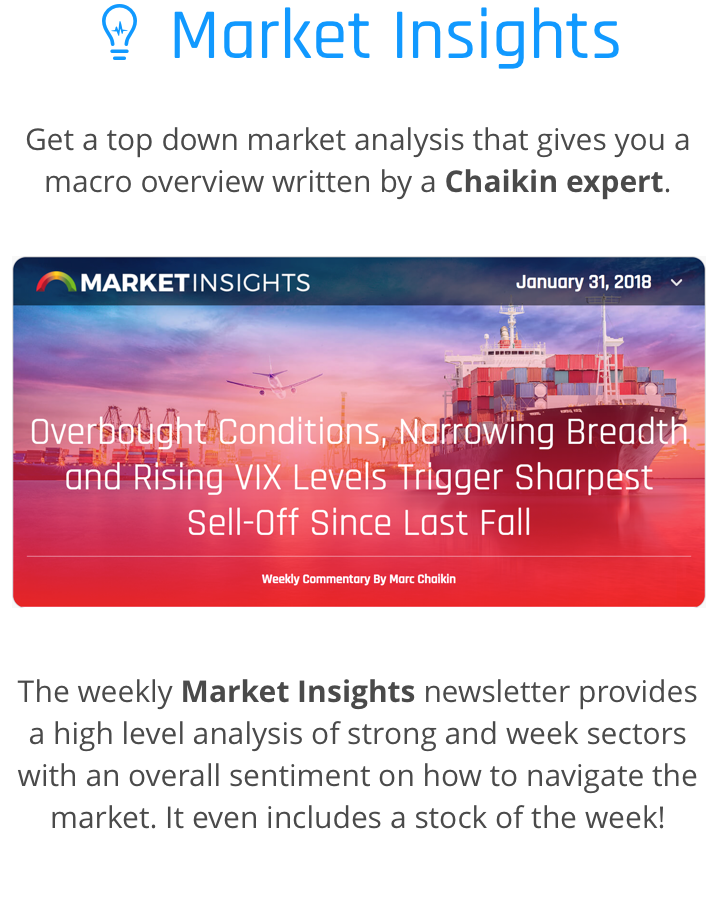 Market Insights
Get a top down market analysis that gives you a
macro overview written by a Chaikin expert.
MARKETINSIGHTS
January 31, 2018
Overbought Conditions, Narrowing Breadth
and Rising VIX Levels Trigger Sharpest
Sell-Off Since Last Fall
Weekly Commentary By Marc Chaikin
The weekly Market Insights newsletter provides
a high level analysis of strong and week sectors
with an overall sentiment on how to navigate the
market. It even includes a stock of the week!